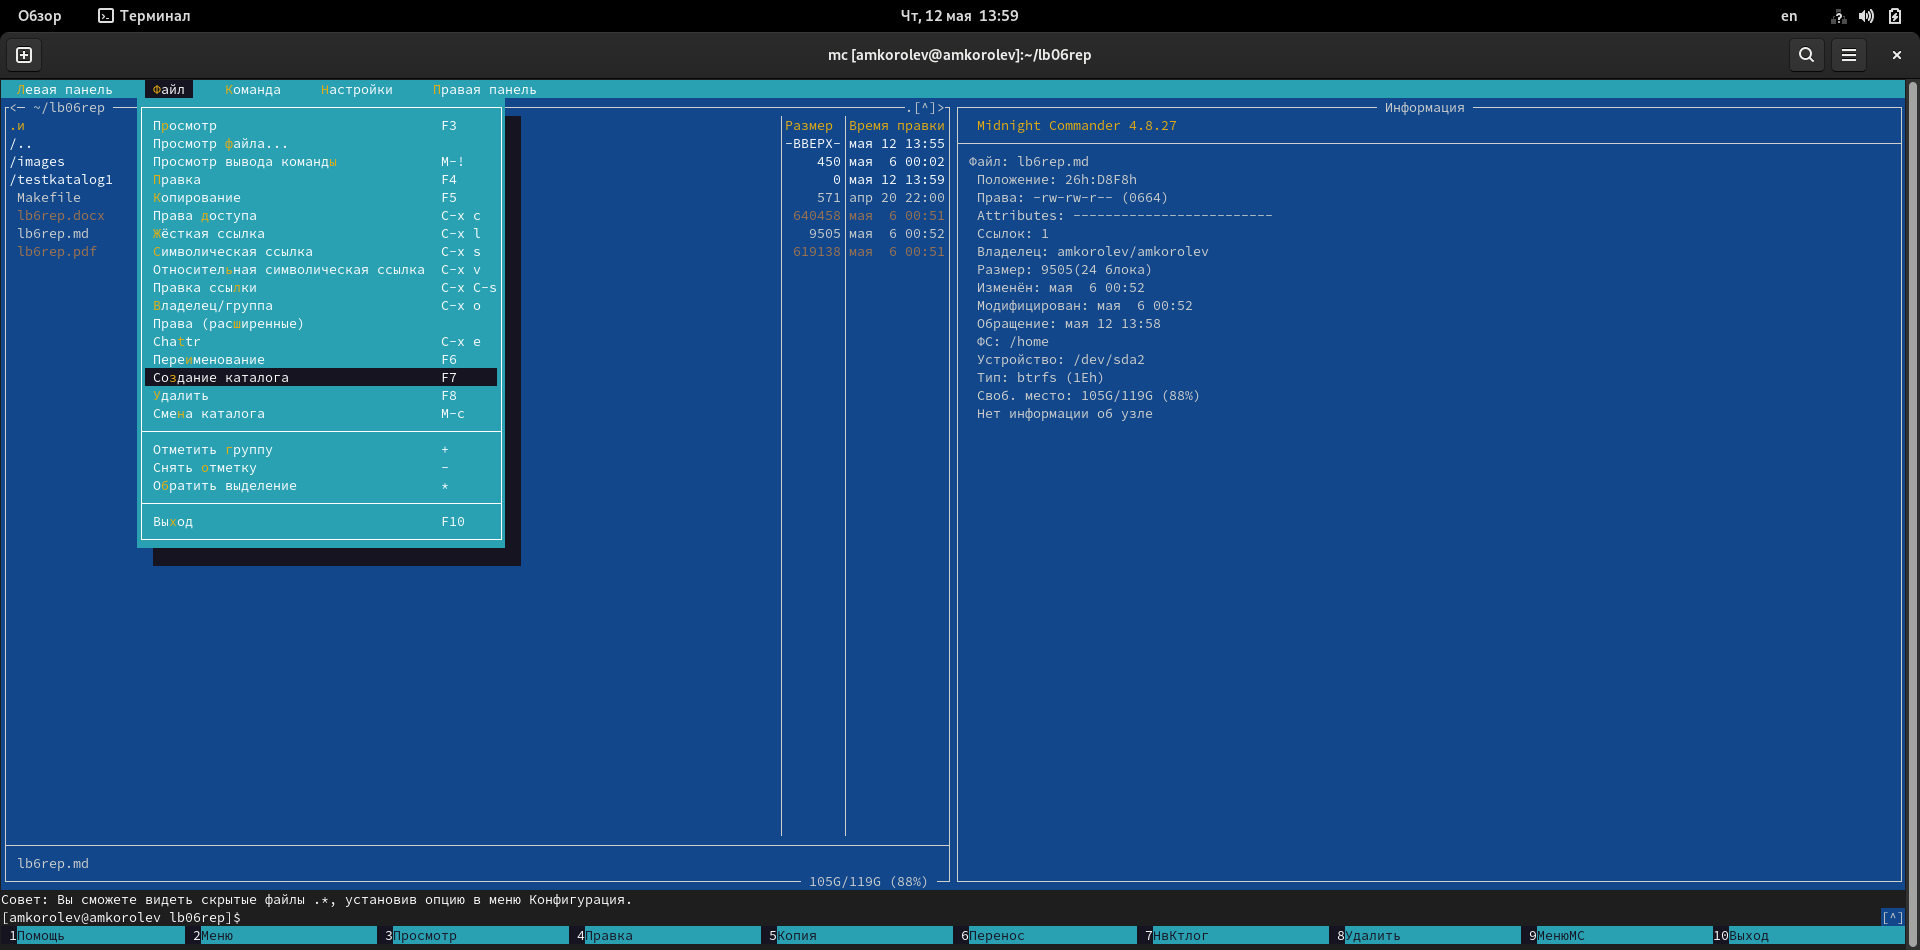 Обзор Терминал Чт, 12 мая 13:59 en
mc [amkorolev@amkorolev]:~/lb06rep
Левая панель Файл Команда Настройки Правая панель
<— ~/lb06rep .[^]> Информация
.и Просмотр F3 Размер Время правки Midnight Commander 4.8.27
/.. Просмотр файла... -ВВЕРХ- мая 12 13:55
/images Просмотр вывода команды M-! 450 мая 6 00:02 Файл: lb6rep.md
/testkatalog1 Правка F4 0 мая 12 13:59 Положение: 26h:D8F8h
Makefile Копирование F5 571 апр 20 22:00 Права: -rw-rw-r-- (0664)
lb6rep.docx Права доступа C-x c 640458 мая 6 00:51 Attributes: -------------------------
lb6rep.md Жёсткая ссылка C-x l 9505 мая 6 00:52 Ссылок: 1
lb6rep.pdf Символическая ссылка C-x s 619138 мая 6 00:51 Владелец: amkorolev/amkorolev
Относительная символическая ссылка C-x v Размер: 9505(24 блока)
Правка ссылки C-x C-s Изменён: мая 6 00:52
Владелец/группа C-x o Модифицирован: мая 6 00:52
Права (расширенные) Обращение: мая 12 13:58
Chattr C-x e ФС: /home
Переименование F6 Устройство: /dev/sda2
Создание каталога F7 Тип: btrfs (1Eh)
Удалить F8 Своб. место: 105G/119G (88%)
Смена каталога M-c Нет информации об узле
Отметить группу +
Снять отметку -
Обратить выделение *
Выход F10
lb6rep.md
105G/119G (88%)
Совет: Вы сможете видеть скрытые файлы .*, установив опцию в меню Конфигурация.
[amkorolev@amkorolev lb06rep]$ [^]
1Помощь 2Меню 3Просмотр 4Правка 5Копия 6Перенос 7НвКтлог 8Удалить 9МенюМС 10Выход